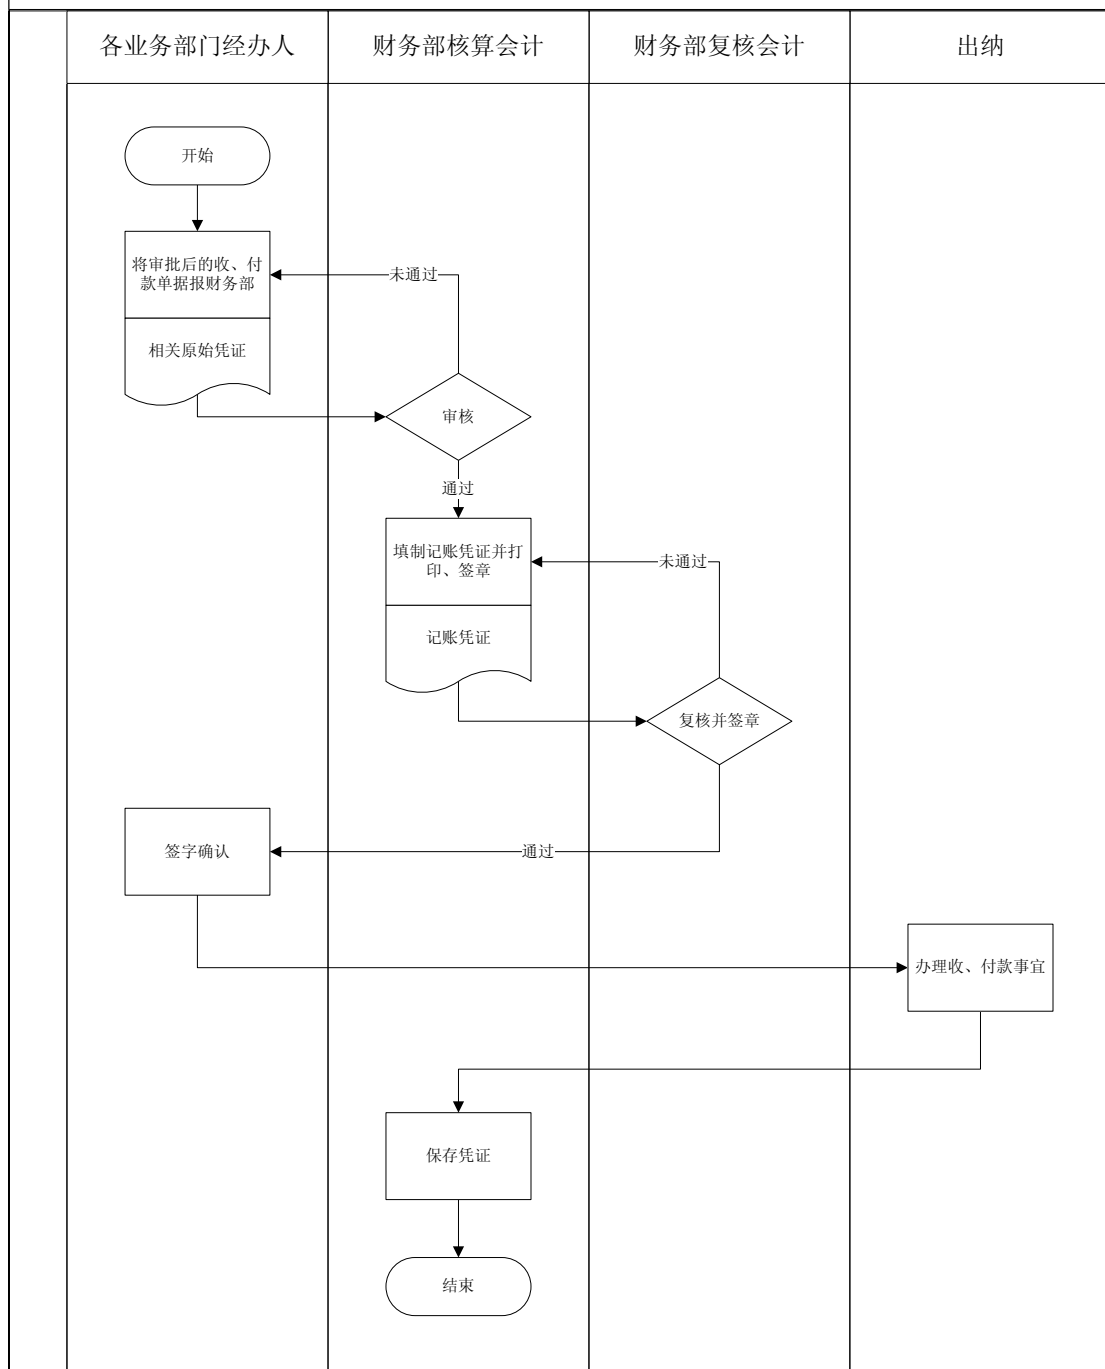 各业务部门经办人
财务部核算会计
财务部复核会计
出纳
开始
将审批后的收、付
款单据报财务部
未通过
相关原始凭证
审核
通过
填制记账凭证并打
印、签章
未通过
记账凭证
复核并签章
签字确认
通过
办理收、付款事宜
保存凭证
结束